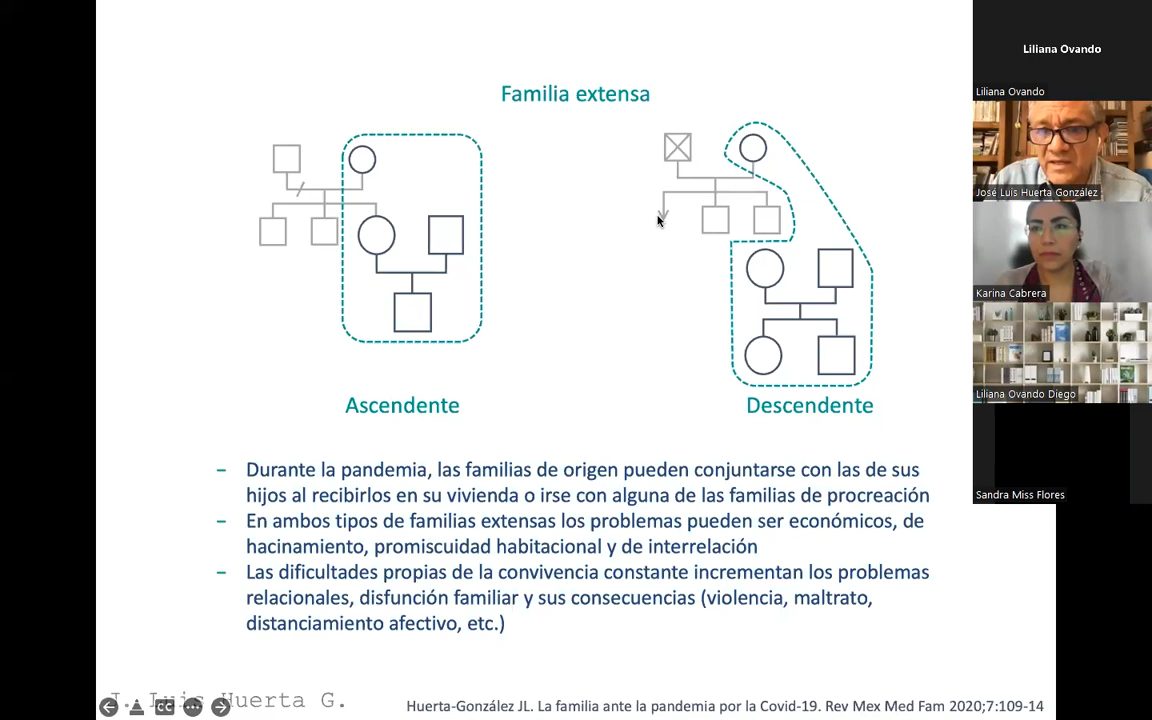 Familia extensa
Ascendente
Descendente
– Durante la pandemia, las familias de origen pueden conjuntarse con las de sus
hijos al recibirlos en su vivienda o irse con alguna de las familias de procreación
– En ambos tipos de familias extensas los problemas pueden ser económicos, de
hacinamiento, promiscuidad habitacional y de interrelación
– Las dificultades propias de la convivencia constante incrementan los problemas
relacionales, disfunción familiar y sus consecuencias (violencia, maltrato,
distanciamiento afectivo, etc.)
J. Luis Huerta G.
CC
Huerta-González JL. La familia ante la pandemia por la Covid-19. Rev Mex Med Fam 2020;7:109-14
Liliana Ovando
Liliana Ovando
José Luis Huerta González
Karina Cabrera
Liliana Ovando Diego
Sandra Miss Flores